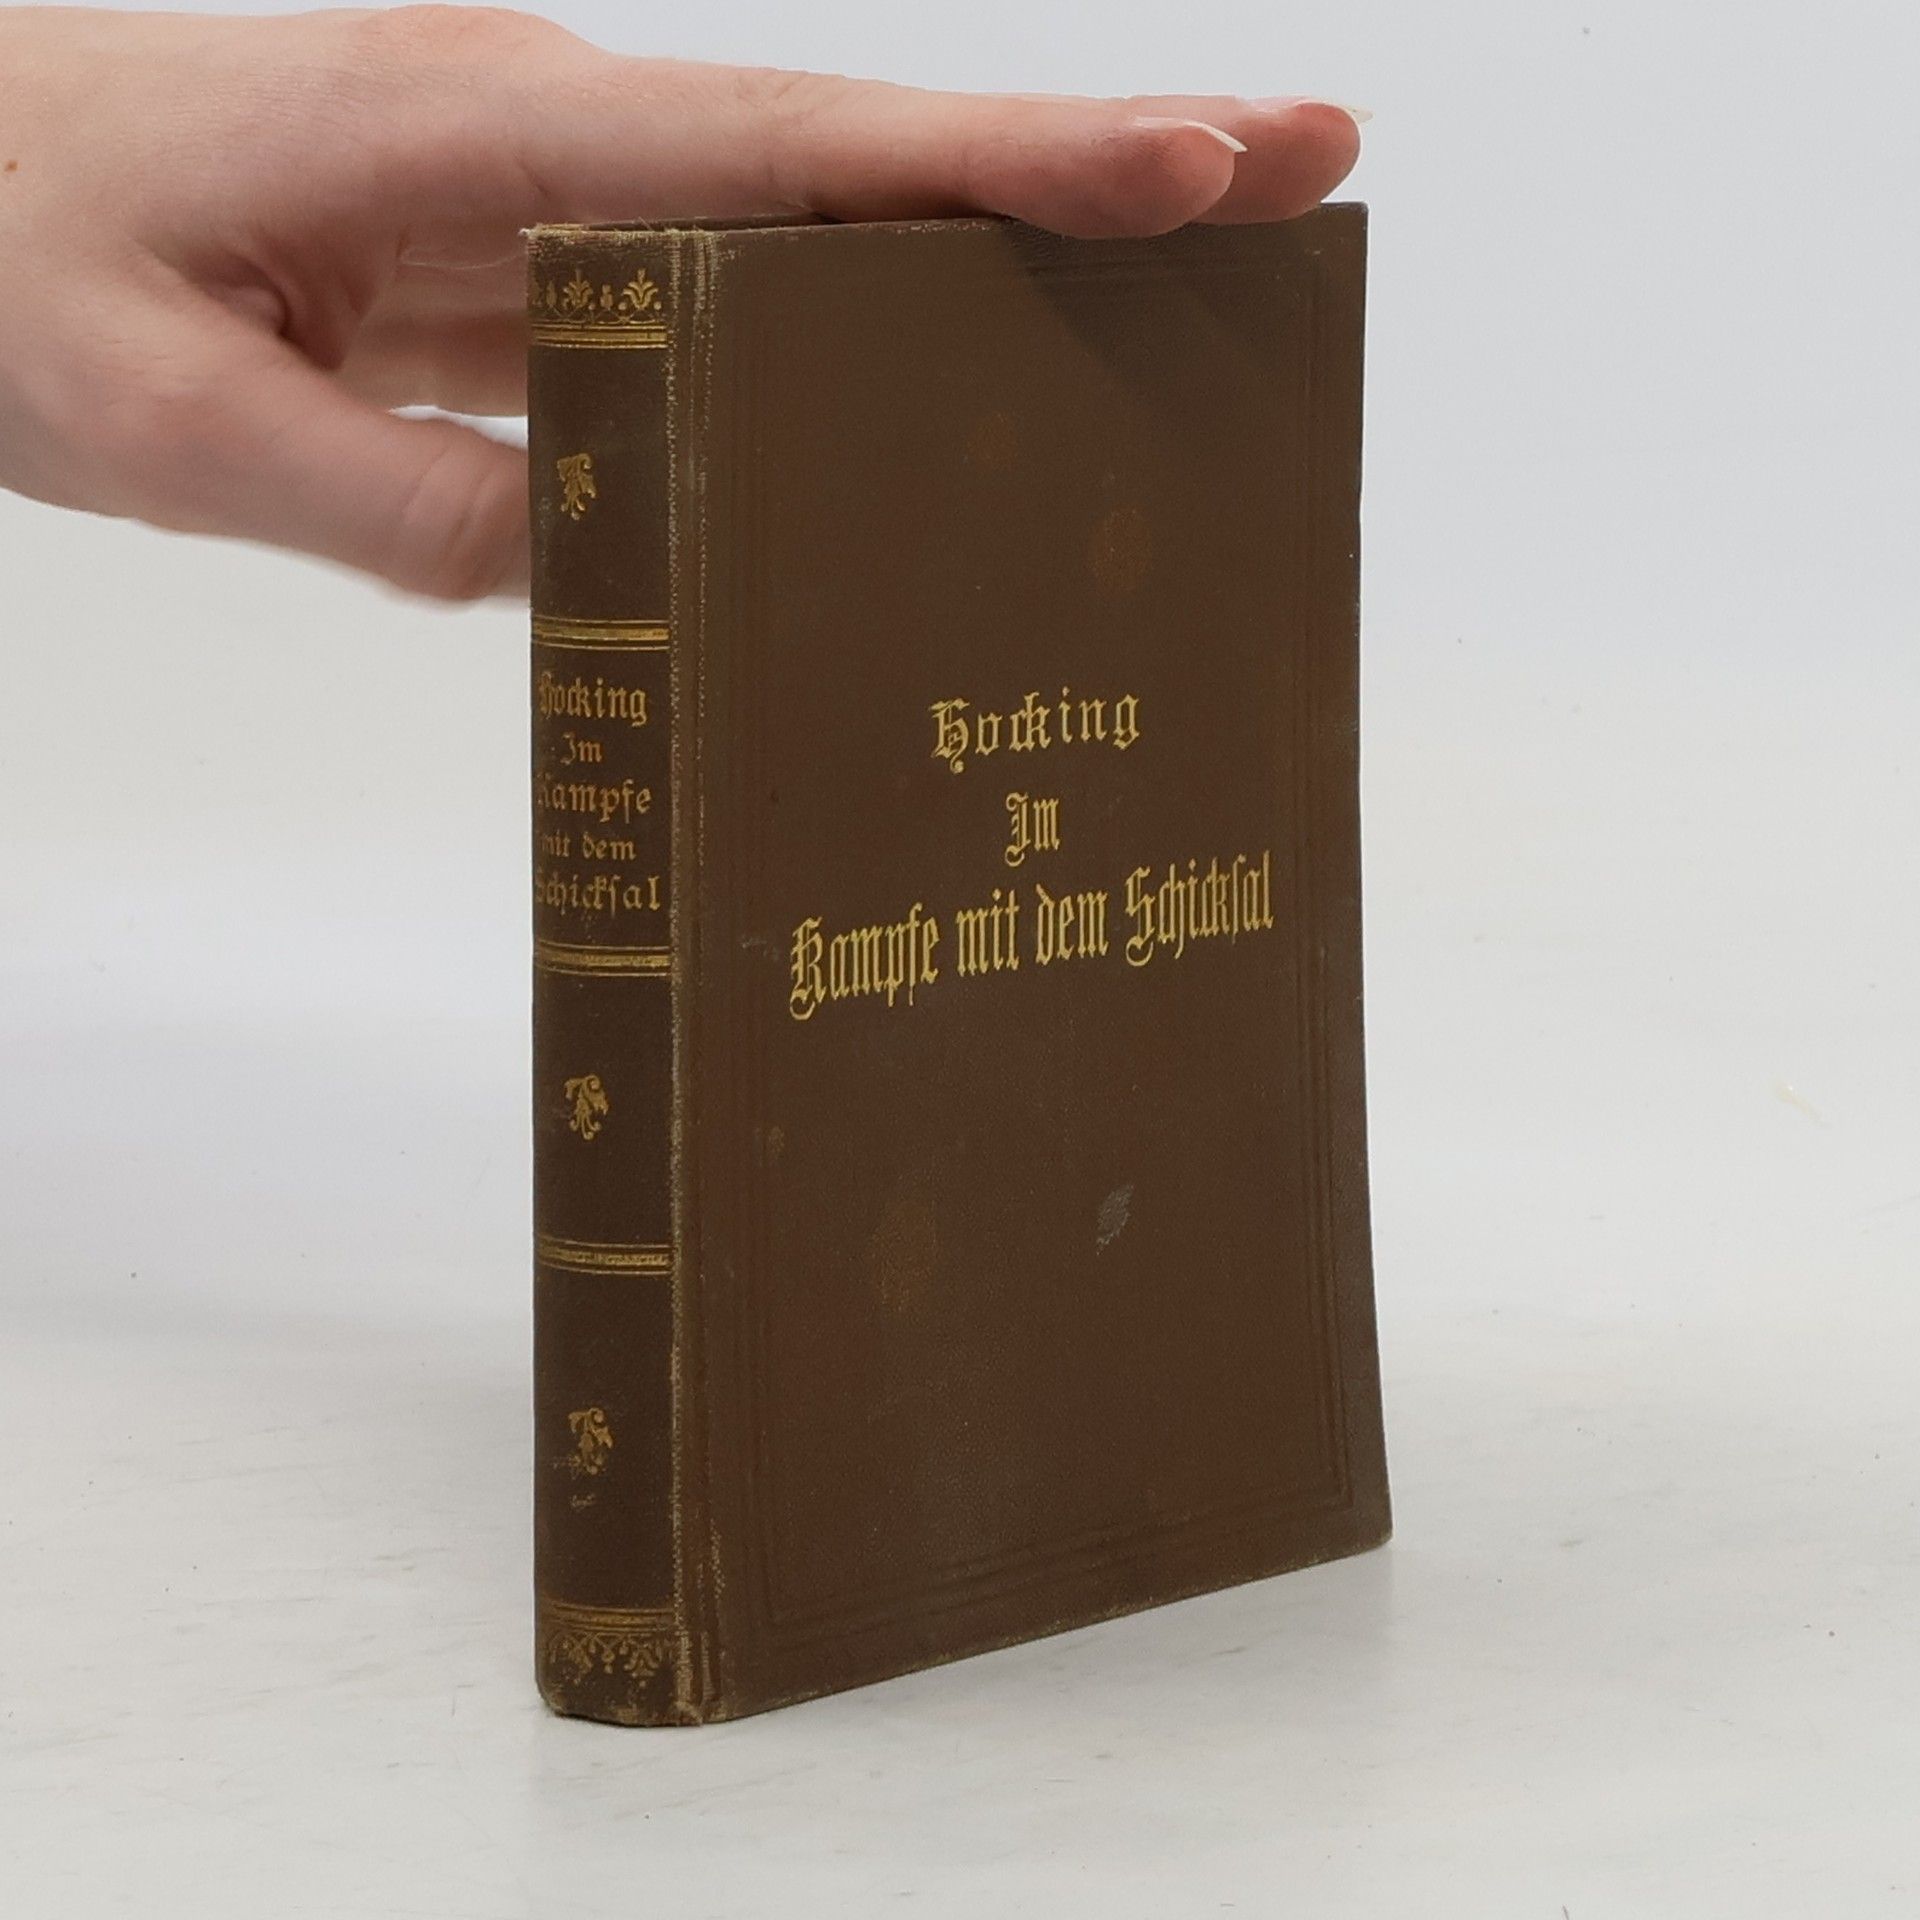 Hocking
Im
Kampfe
mit dem
Schicksal
Hocking
Im
Kampfe mit dem Schicksal